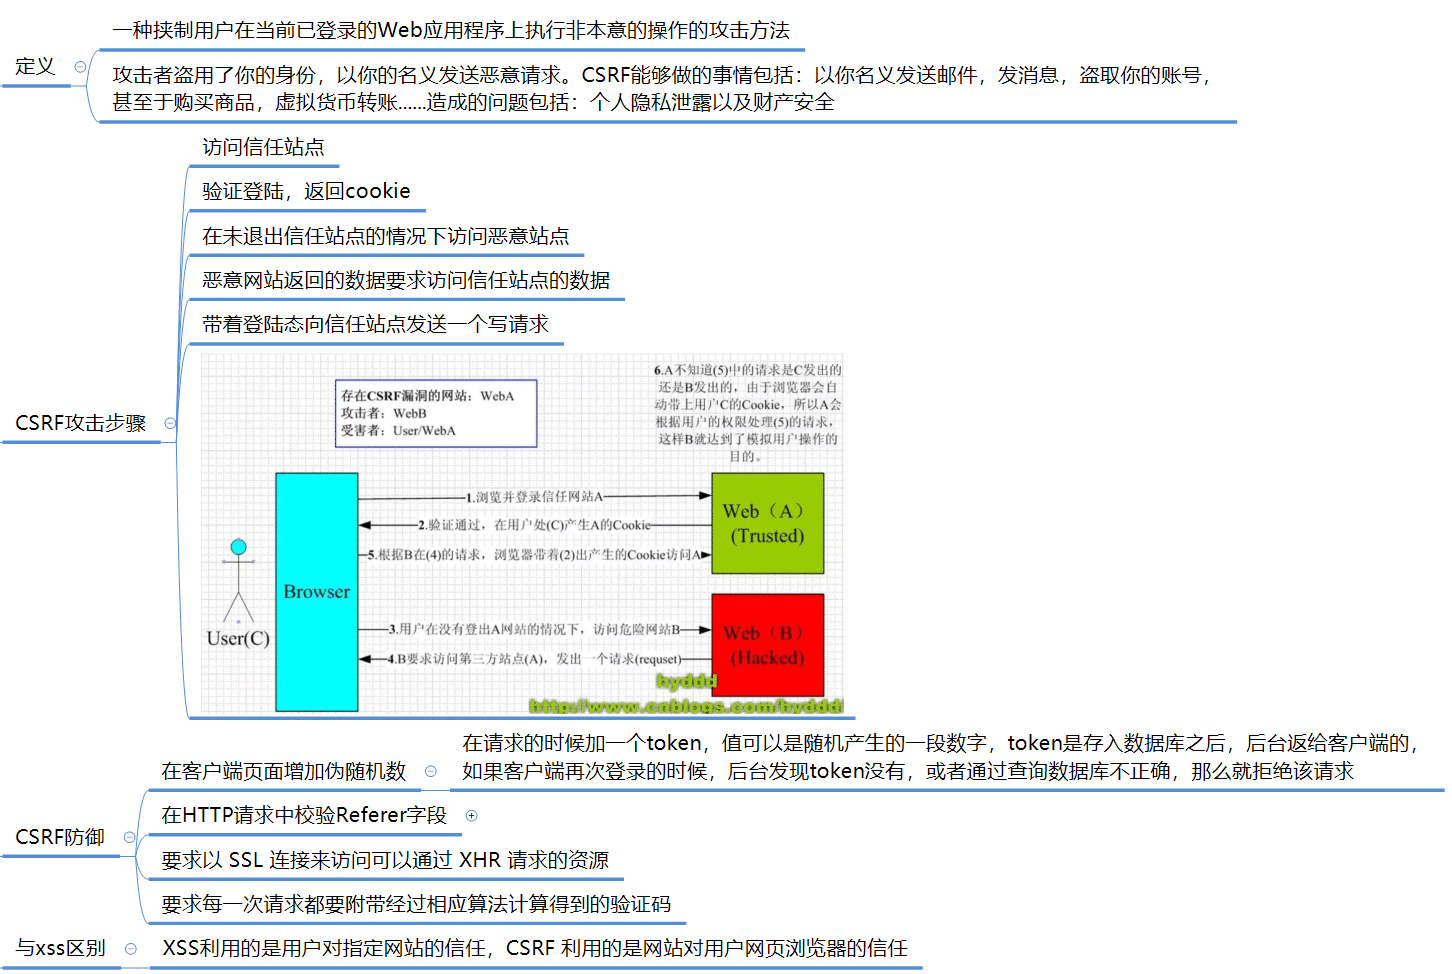 定义
一种挟制用户在当前已登录的Web应用程序上执行非本意的操作的攻击方法
攻击者盗用了你的身份，以你的名义发送恶意请求。CSRF能够做的事情包括：以你名义发送邮件，发消息，盗取你的账号，
甚至于购买商品，虚拟货币转账......造成的问题包括：个人隐私泄露以及财产安全
CSRF攻击步骤
访问信任站点
验证登陆，返回cookie
在未退出信任站点的情况下访问恶意站点
恶意网站返回的数据要求访问信任站点的数据
带着登陆态向信任站点发送一个写请求
存在CSRF漏洞的网站：WebA
攻击者：WebB
受害者：User/WebA
6.A不知道(5)中的请求是C发出的
还是B发出的，由于浏览器会自
动带上用户C的Cookie，所以A会
根据用户的权限处理(5)的请求，
这样B就达到了模拟用户操作的
目的。
User(C)
Browser
1.浏览并登录信任网站A
2.验证通过，在用户处(C)产生A的Cookie
5.根据B在(4)的请求，浏览器带着(2)出产生的Cookie访问A
Web（A）
(Trusted)
3.用户在没有登出A网站的情况下，访问危险网站B
4.B要求访问第三方站点(A)，发出一个请求(requset)
Web（B）
(Hacked)
hyddd
http://www.cnblogs.com/hyddd/
CSRF防御
在客户端页面增加伪随机数
在请求的时候加一个token，值可以是随机产生的一段数字，token是存入数据库之后，后台返给客户端的，
如果客户端再次登录的时候，后台发现token没有，或者通过查询数据库不正确，那么就拒绝该请求
在HTTP请求中校验Referer字段
要求以 SSL 连接来访问可以通过 XHR 请求的资源
要求每一次请求都要附带经过相应算法计算得到的验证码
与xss区别
XSS利用的是用户对指定网站的信任，CSRF 利用的是网站对用户网页浏览器的信任